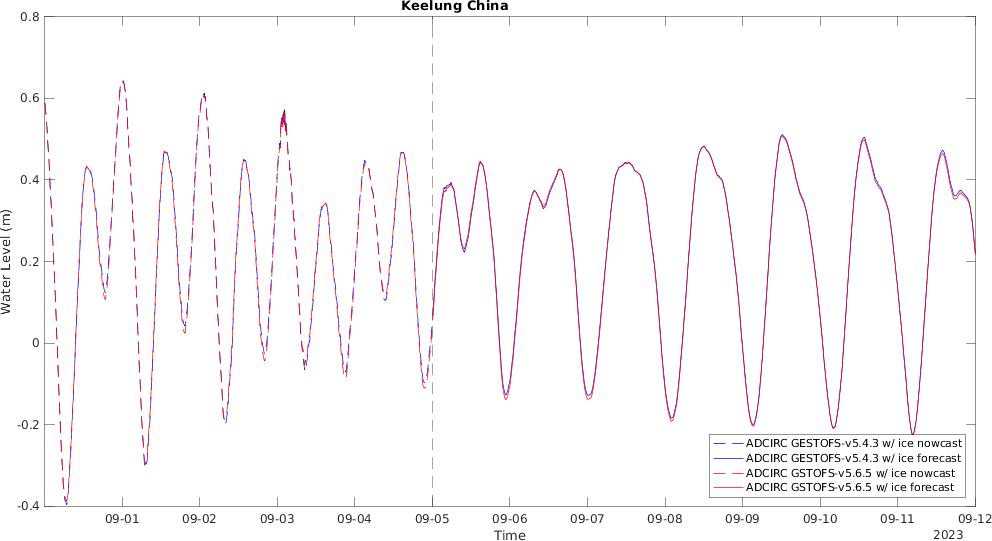 Keelung China
Water Level (m)
0.8
0.6
0.4
0.2
0
-0.2
-0.4
09-01 09-02 09-03 09-04 09-05 09-06 09-07 09-08 09-09 09-10 09-11 09-12
Time
2023
ADCIRC GESTOFS-v5.4.3 w/ ice nowcast
ADCIRC GESTOFS-v5.4.3 w/ ice forecast
ADCIRC GSTOFS-v5.6.5 w/ ice nowcast
ADCIRC GSTOFS-v5.6.5 w/ ice forecast